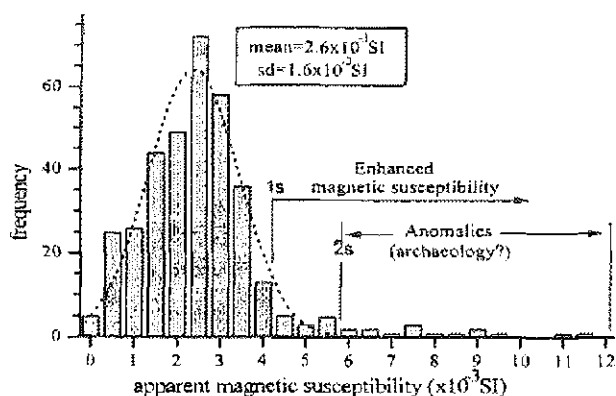 mean=2.6x10⁻³SI
sd=1.6x10⁻³SI
60
40
20
0
frequency
1s
Enhanced
magnetic susceptibility
2s
Anomalies
(archaeology?)
0 1 2 3 4 5 6 7 8 9 10 11 12
apparent magnetic susceptibility (x10⁻³SI)